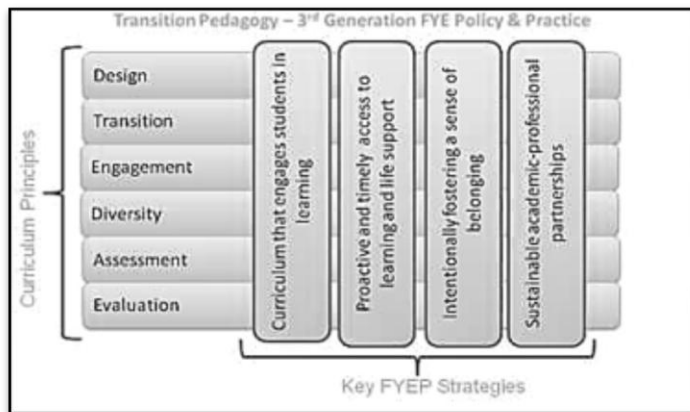 Transition Pedagogy – 3rd Generation FYE Policy & Practice
Curriculum Principles
Design
Transition
Engagement
Diversity
Assessment
Evaluation
Curriculum that engages students in
learning
Proactive and timely access to
learning and life support
Intentionally fostering a sense of
belonging
Sustainable academic-professional
partnerships
Key FYEP Strategies